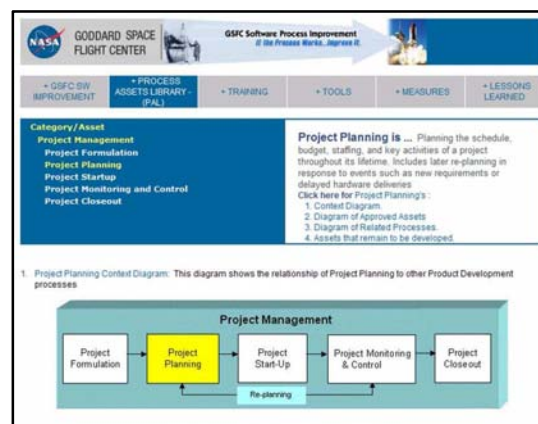 NASA
GODDARD SPACE
FLIGHT CENTER
GSFC Software Process Improvement
If the Process Works... Improve it.
+ GSFC SW
IMPROVEMENT
+ PROCESS
ASSETS LIBRARY -
(PAL)
+ TRAINING
+ TOOLS
+ MEASURES
+ LESSONS
LEARNED
Category/Asset
Project Management
Project Formulation
Project Planning
Project Startup
Project Monitoring and Control
Project Closeout
Project Planning is ... Planning the schedule,
budget, staffing, and key activities of a project
throughout its lifetime. Includes later re-planning in
response to events such as new requirements or
delayed hardware deliveries
Click here for Project Planning's :
1. Context Diagram.
2. Diagram of Approved Assets
3. Diagram of Related Processes.
4. Assets that remain to be developed.
1. Project Planning Context Diagram: This diagram shows the relationship of Project Planning to other Product Development
processes
Project Management
Project
Formulation
Project
Planning
Project
Start-Up
Project Monitoring
& Control
Project
Closeout
Re-planning